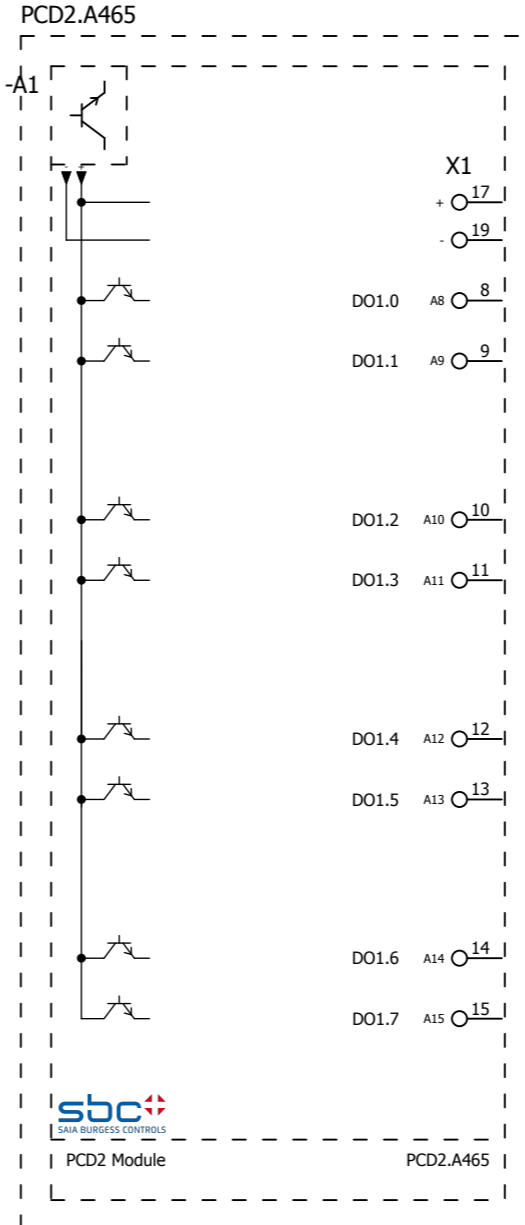 PCD2.A465
-A1
- +
X1
+ 17
- 19
DO1.0 A8 8
DO1.1 A9 9
DO1.2 A10 10
DO1.3 A11 11
DO1.4 A12 12
DO1.5 A13 13
DO1.6 A14 14
DO1.7 A15 15
sbc
SAIA BURGESS CONTROLS
PCD2 Module PCD2.A465